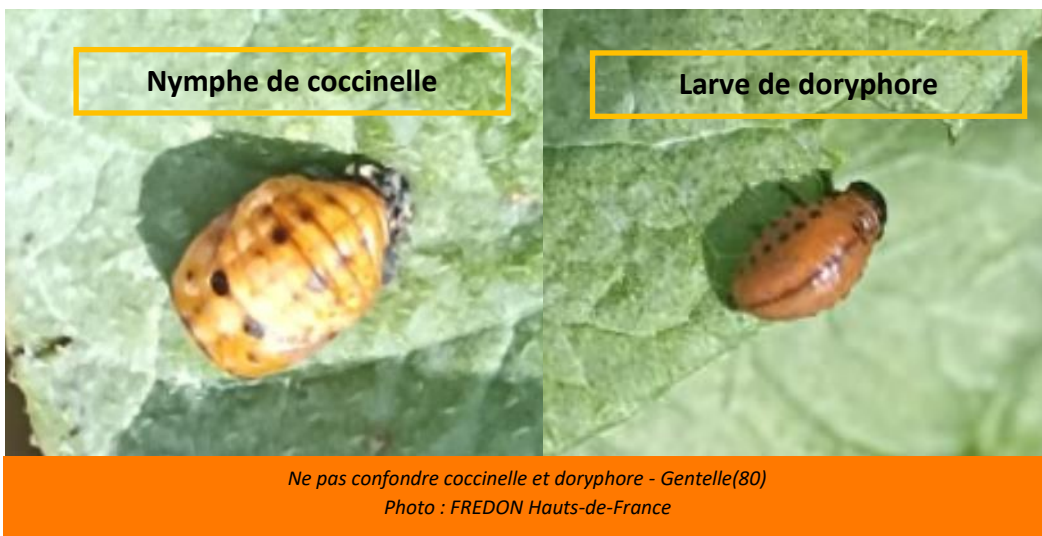 Nymphe de coccinelle
Larve de doryphore
Ne pas confondre coccinelle et doryphore - Gentelle(80)
Photo : FREDON Hauts-de-France